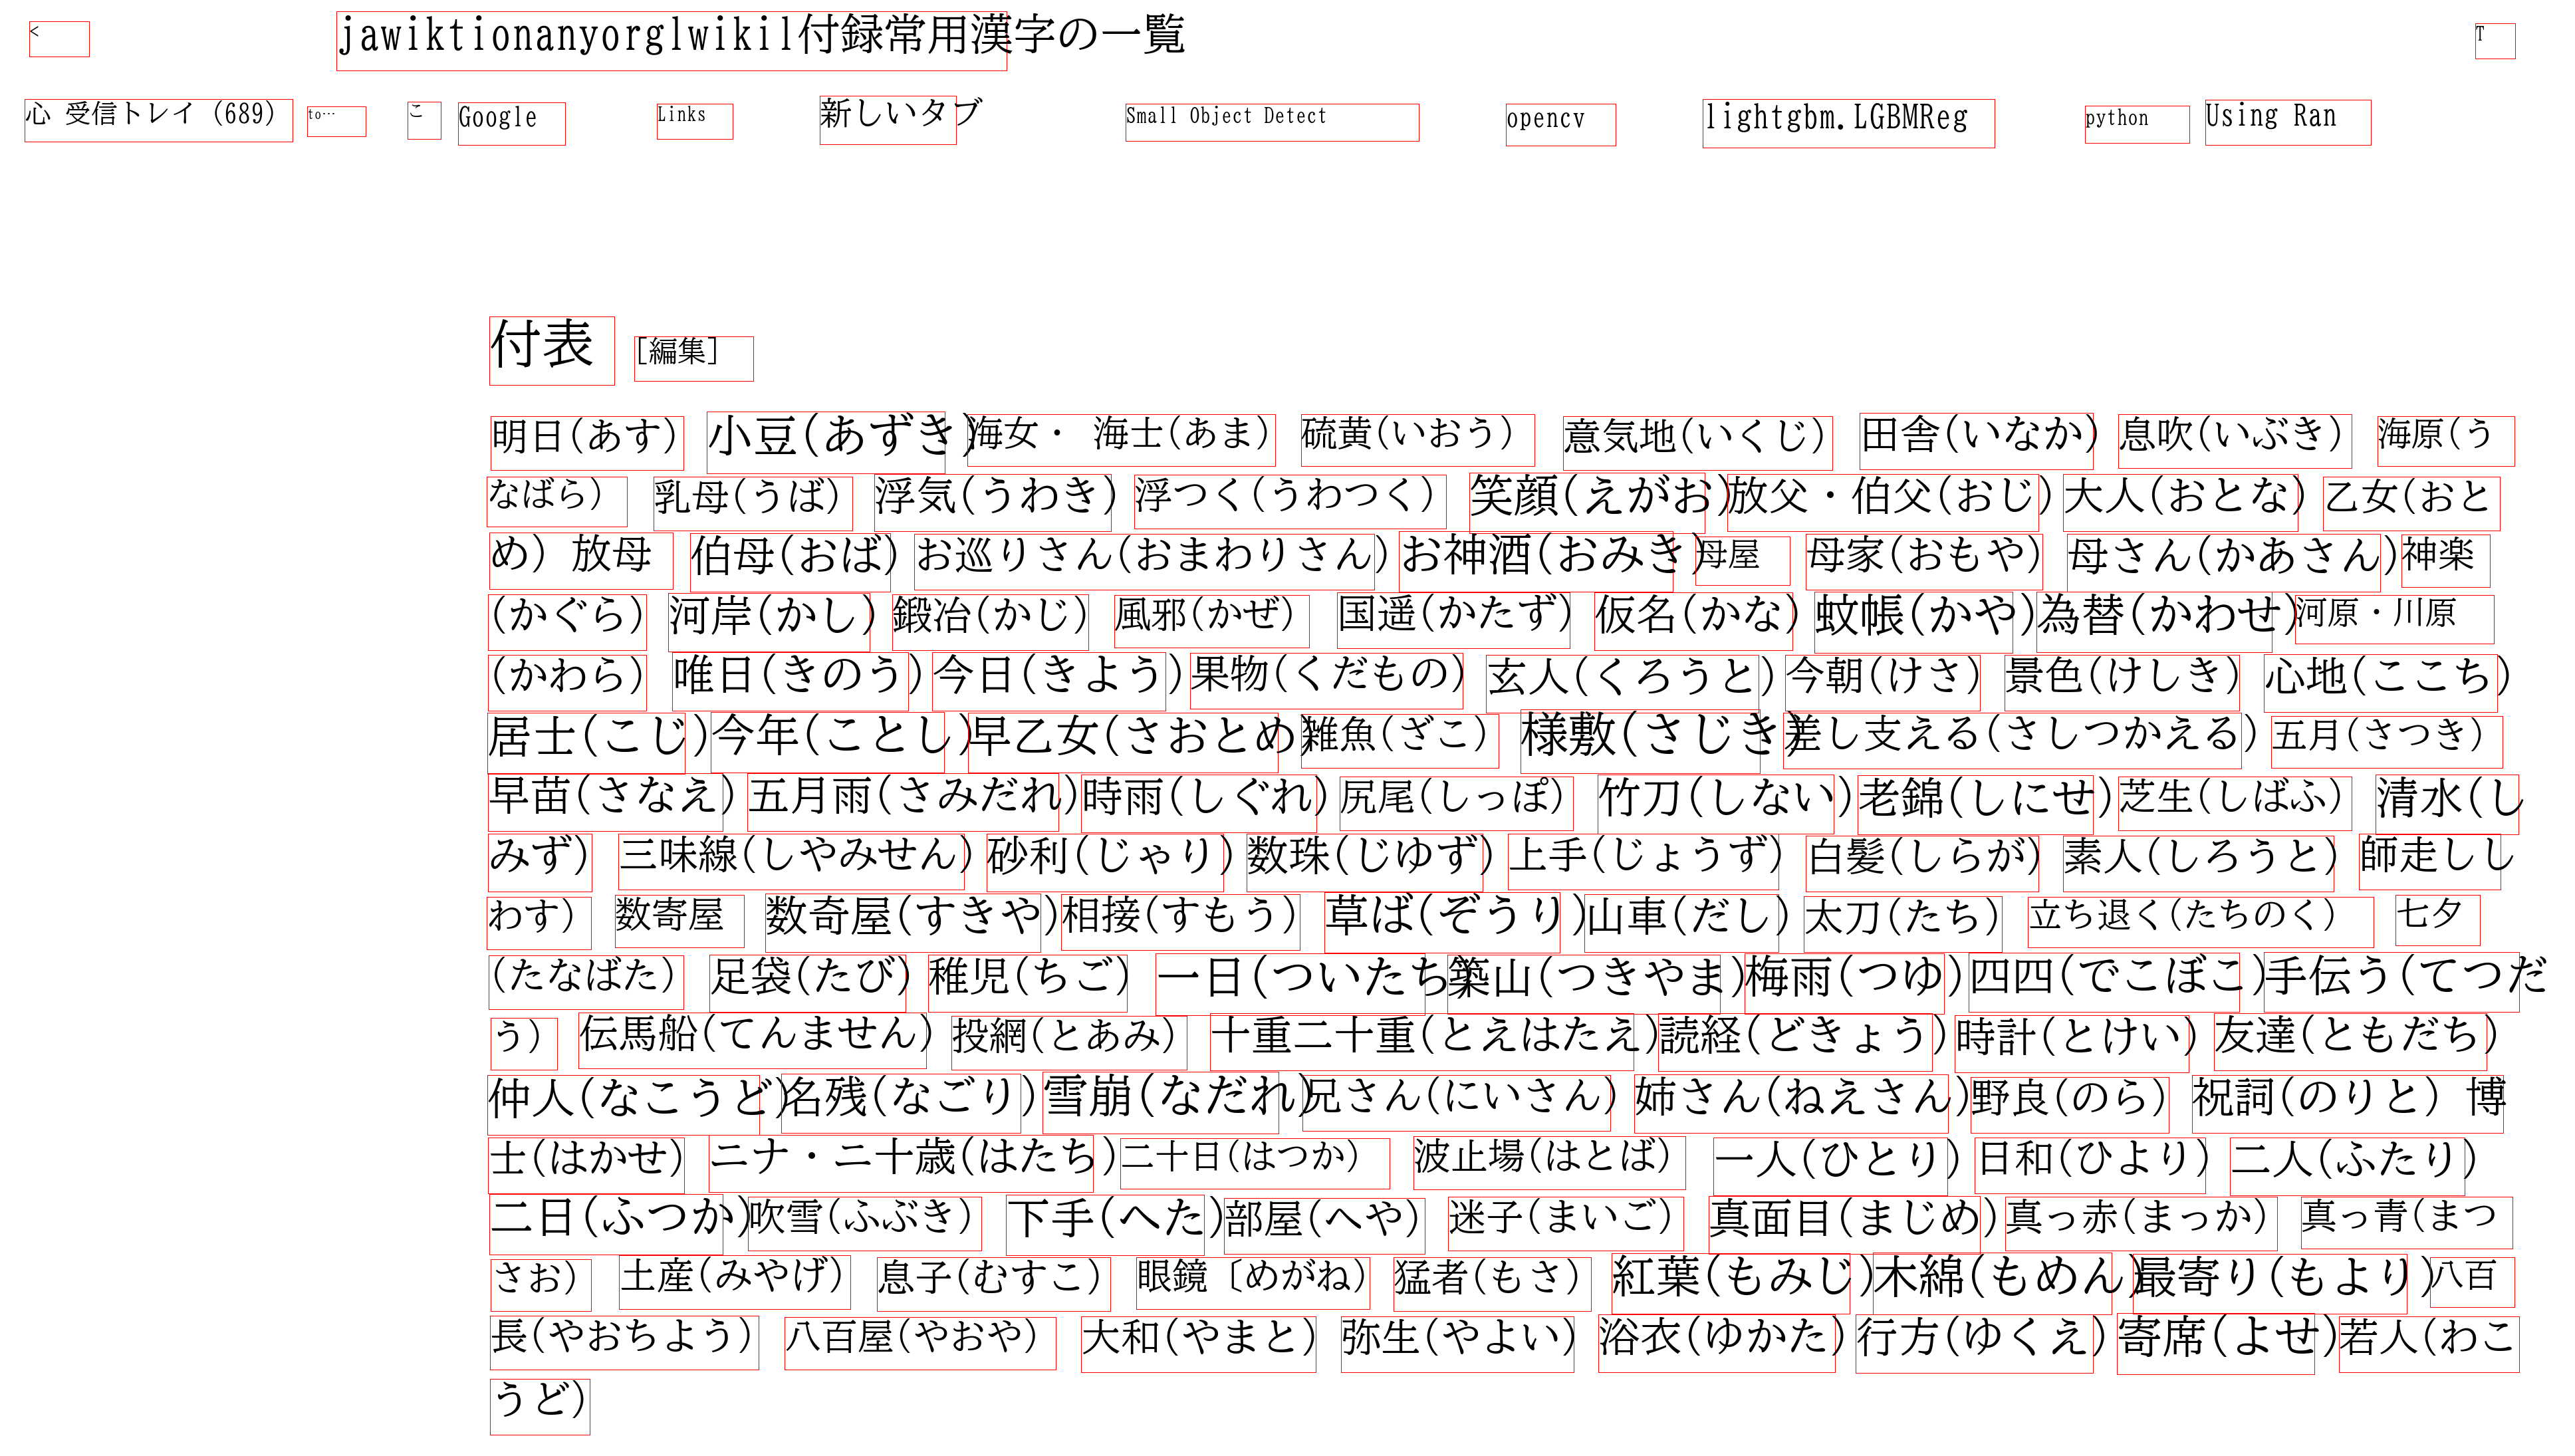 < jawiktionanyorglwikil付録常用漢字の一覧 T
心 受信トレイ (689) to… こ Google Links 新しいタブ Small Object Detect opencv lightgbm.LGBMReg python Using Ran
付表 [編集]
明日(あす) 小豆(あずき) 海女・ 海士(あま) 硫黄(いおう) 意気地(いくじ) 田舎(いなか) 息吹(いぶき) 海原(う
なばら) 乳母(うば) 浮気(うわき) 浮つく(うわつく) 笑顔(えがお) 放父・伯父(おじ) 大人(おとな) 乙女(おと
め) 放母 伯母(おば) お巡りさん(おまわりさん) お神酒(おみき) 母屋 母家(おもや) 母さん(かあさん) 神楽
(かぐら) 河岸(かし) 鍛冶(かじ) 風邪(かぜ) 国遥(かたず) 仮名(かな) 蚊帳(かや) 為替(かわせ) 河原・川原
(かわら) 唯日(きのう) 今日(きよう) 果物(くだもの) 玄人(くろうと) 今朝(けさ) 景色(けしき) 心地(ここち)
居士(こじ) 今年(ことし) 早乙女(さおとめ) 雑魚(ざこ) 様敷(さじき) 差し支える(さしつかえる) 五月(さつき)
早苗(さなえ) 五月雨(さみだれ) 時雨(しぐれ) 尻尾(しっぽ) 竹刀(しない) 老錦(しにせ) 芝生(しばふ) 清水(し
みず) 三味線(しやみせん) 砂利(じゃり) 数珠(じゆず) 上手(じょうず) 白髪(しらが) 素人(しろうと) 師走しし
わす) 数寄屋 数奇屋(すきや) 相接(すもう) 草ば(ぞうり) 山車(だし) 太刀(たち) 立ち退く(たちのく) 七夕
(たなばた) 足袋(たび) 稚児(ちご) 一日(ついたち) 築山(つきやま) 梅雨(つゆ) 四四(でこぼこ) 手伝う(てつだ
う) 伝馬船(てんません) 投網(とあみ) 十重二十重(とえはたえ) 読経(どきょう) 時計(とけい) 友達(ともだち)
仲人(なこうど) 名残(なごり) 雪崩(なだれ) 兄さん(にいさん) 姉さん(ねえさん) 野良(のら) 祝詞(のりと) 博
士(はかせ) ニナ・ニ十歳(はたち) 二十日(はつか) 波止場(はとば) 一人(ひとり) 日和(ひより) 二人(ふたり)
二日(ふつか) 吹雪(ふぶき) 下手(へた) 部屋(へや) 迷子(まいご) 真面目(まじめ) 真っ赤(まっか) 真っ青(まつ
さお) 土産(みやげ) 息子(むすこ) 眼鏡〔めがね) 猛者(もさ) 紅葉(もみじ) 木綿(もめん) 最寄り(もより) 八百
長(やおちよう) 八百屋(やおや) 大和(やまと) 弥生(やよい) 浴衣(ゆかた) 行方(ゆくえ) 寄席(よせ) 若人(わこ
うど)